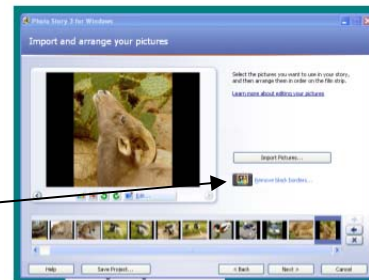 Photo Story 3 for Windows
Import and arrange your pictures
Select the pictures you want to use in your story,
and then arrange them in order on the film strip.
Learn more about editing your pictures
Import Pictures...
Remove black borders...
Edit...
Help
Save Project...
< Back
Next >
Cancel